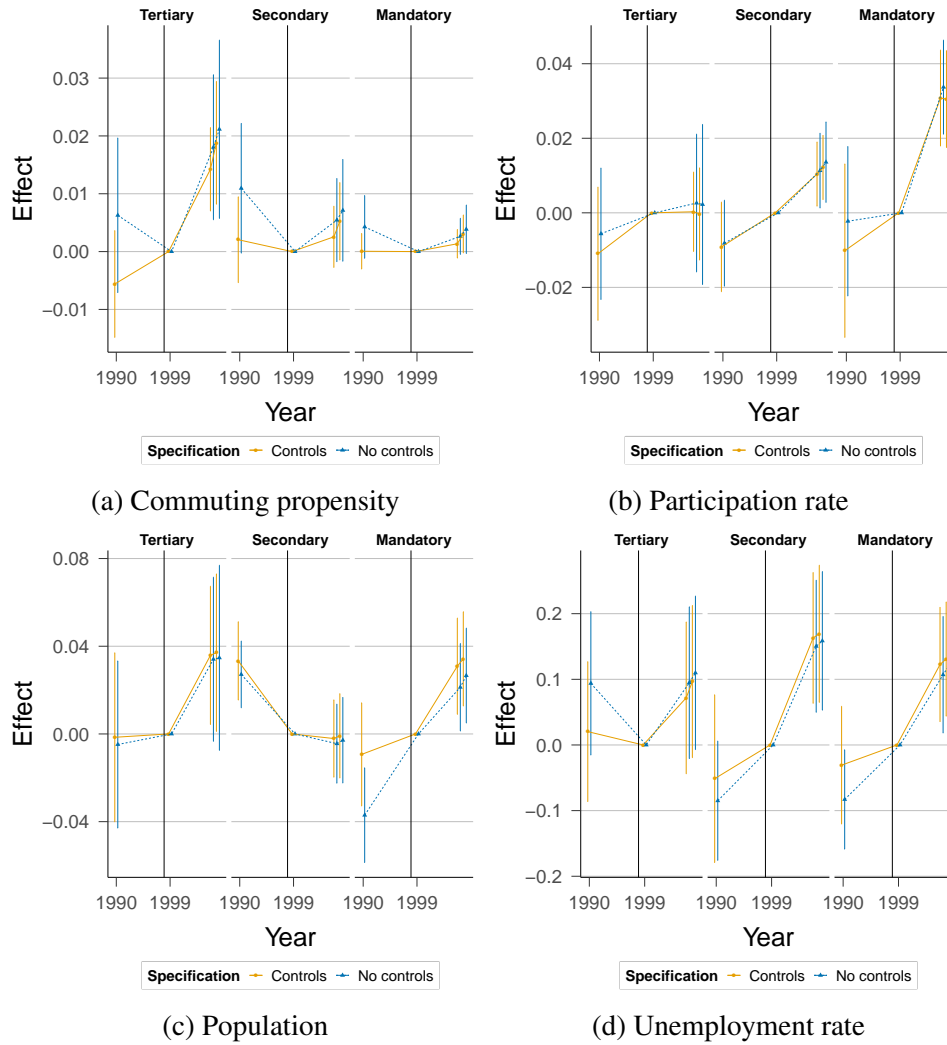 Tertiary Secondary Mandatory
0.03
0.02
0.01
0.00
−0.01
Effect
1990 1999 1990 1999 1990 1999
Year
Specification Controls No controls
(a) Commuting propensity
Tertiary Secondary Mandatory
0.04
0.02
0.00
−0.02
Effect
1990 1999 1990 1999 1990 1999
Year
Specification Controls No controls
(b) Participation rate
Tertiary Secondary Mandatory
0.08
0.04
0.00
−0.04
Effect
1990 1999 1990 1999 1990 1999
Year
Specification Controls No controls
(c) Population
Tertiary Secondary Mandatory
0.2
0.1
0.0
−0.1
−0.2
Effect
1990 1999 1990 1999 1990 1999
Year
Specification Controls No controls
(d) Unemployment rate